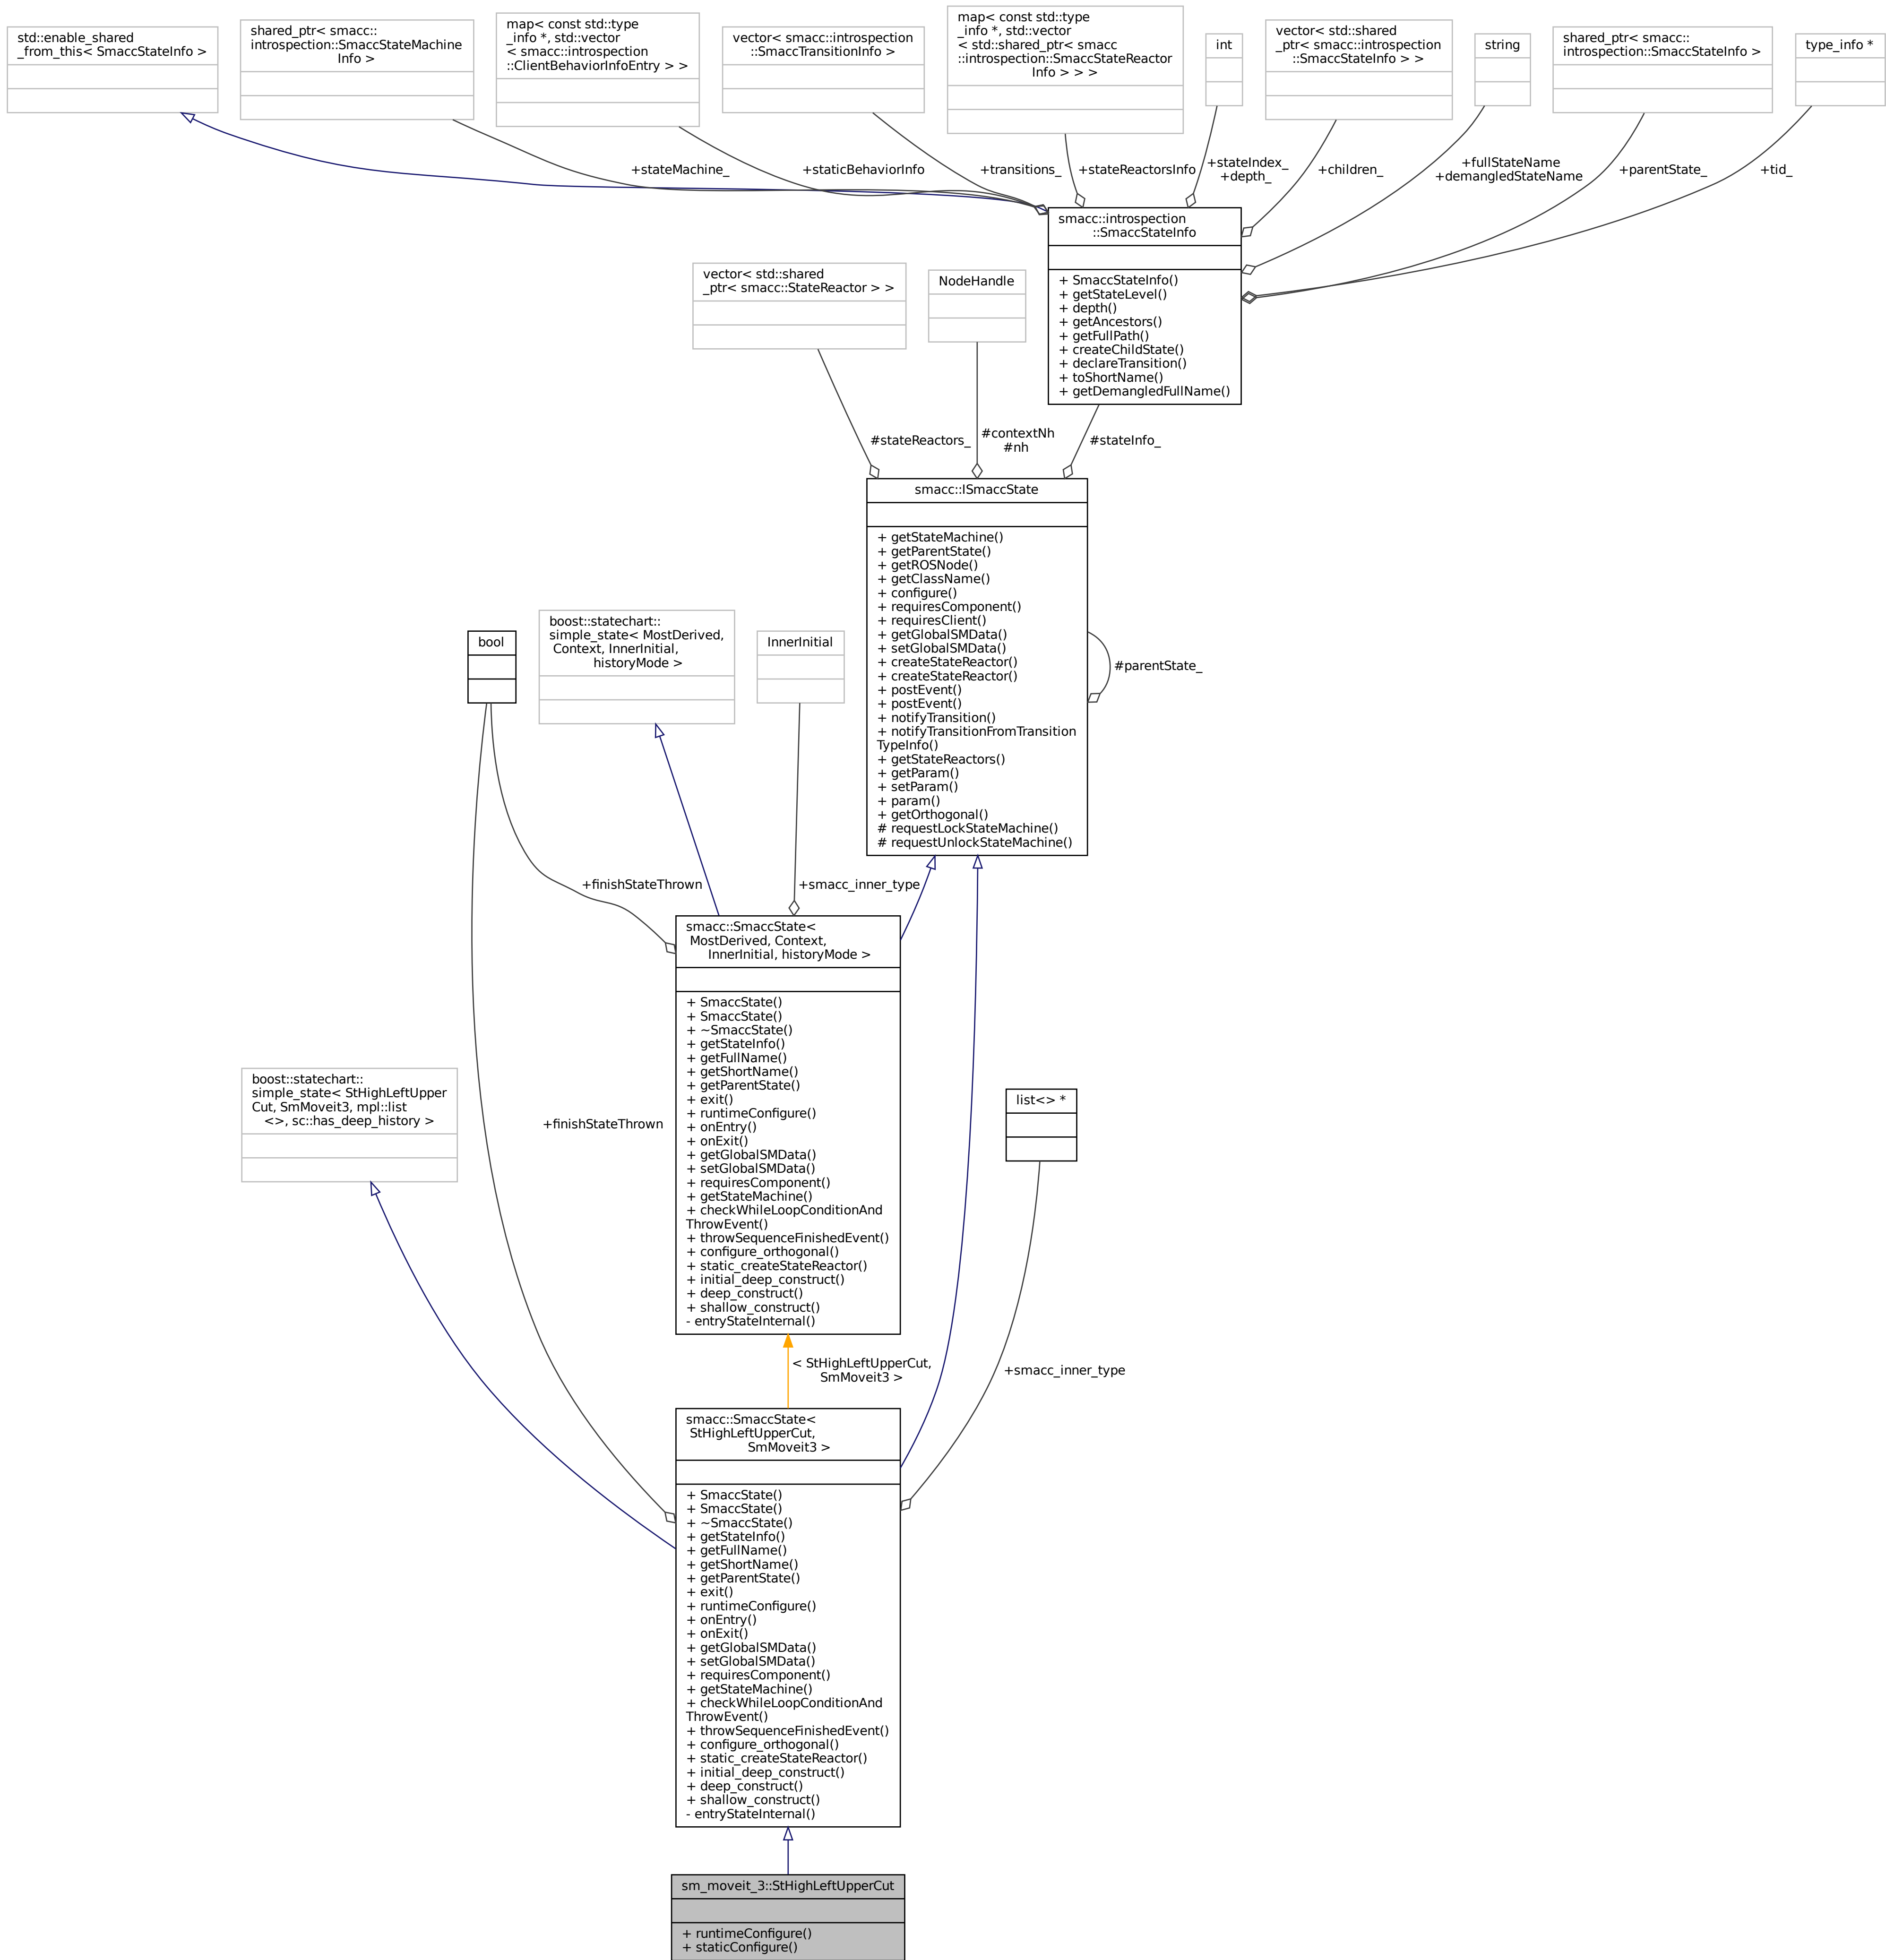 std::enable_shared
_from_this< SmaccStateInfo >
shared_ptr< smacc::
introspection::SmaccStateMachine
Info >
map< const std::type
_info *, std::vector
< smacc::introspection
::ClientBehaviorInfoEntry > >
vector< smacc::introspection
::SmaccTransitionInfo >
map< const std::type
_info *, std::vector
< std::shared_ptr< smacc
::introspection::SmaccStateReactor
Info > > >
int
vector< std::shared
_ptr< smacc::introspection
::SmaccStateInfo > >
string
shared_ptr< smacc::
introspection::SmaccStateInfo >
type_info *
+stateMachine_
+staticBehaviorInfo
+transitions_
+stateReactorsInfo
+stateIndex_
+depth_
+children_
+fullStateName
+demangledStateName
+parentState_
+tid_
smacc::introspection
::SmaccStateInfo
+ SmaccStateInfo()
+ getStateLevel()
+ depth()
+ getAncestors()
+ getFullPath()
+ createChildState()
+ declareTransition()
+ toShortName()
+ getDemangledFullName()
vector< std::shared
_ptr< smacc::StateReactor > >
NodeHandle
#stateReactors_
#contextNh
#nh
#stateInfo_
smacc::ISmaccState
+ getStateMachine()
+ getParentState()
+ getROSNode()
+ getClassName()
+ configure()
+ requiresComponent()
+ requiresClient()
+ getGlobalSMData()
+ setGlobalSMData()
+ createStateReactor()
+ createStateReactor()
+ postEvent()
+ postEvent()
+ notifyTransition()
+ notifyTransitionFromTransition
TypeInfo()
+ getStateReactors()
+ getParam()
+ setParam()
+ param()
+ getOrthogonal()
# requestLockStateMachine()
# requestUnlockStateMachine()
#parentState_
bool
boost::statechart::
simple_state< MostDerived,
Context, InnerInitial,
historyMode >
InnerInitial
+finishStateThrown
+smacc_inner_type
smacc::SmaccState<
MostDerived, Context,
InnerInitial, historyMode >
+ SmaccState()
+ SmaccState()
+ ~SmaccState()
+ getStateInfo()
+ getFullName()
+ getShortName()
+ getParentState()
+ exit()
+ runtimeConfigure()
+ onEntry()
+ onExit()
+ getGlobalSMData()
+ setGlobalSMData()
+ requiresComponent()
+ getStateMachine()
+ checkWhileLoopConditionAnd
ThrowEvent()
+ throwSequenceFinishedEvent()
+ configure_orthogonal()
+ static_createStateReactor()
+ initial_deep_construct()
+ deep_construct()
+ shallow_construct()
- entryStateInternal()
boost::statechart::
simple_state< StHighLeftUpper
Cut, SmMoveit3, mpl::list
<>, sc::has_deep_history >
+finishStateThrown
list<> *
< StHighLeftUpperCut,
SmMoveit3 >
+smacc_inner_type
smacc::SmaccState<
StHighLeftUpperCut,
SmMoveit3 >
+ SmaccState()
+ SmaccState()
+ ~SmaccState()
+ getStateInfo()
+ getFullName()
+ getShortName()
+ getParentState()
+ exit()
+ runtimeConfigure()
+ onEntry()
+ onExit()
+ getGlobalSMData()
+ setGlobalSMData()
+ requiresComponent()
+ getStateMachine()
+ checkWhileLoopConditionAnd
ThrowEvent()
+ throwSequenceFinishedEvent()
+ configure_orthogonal()
+ static_createStateReactor()
+ initial_deep_construct()
+ deep_construct()
+ shallow_construct()
- entryStateInternal()
sm_moveit_3::StHighLeftUpperCut
+ runtimeConfigure()
+ staticConfigure()